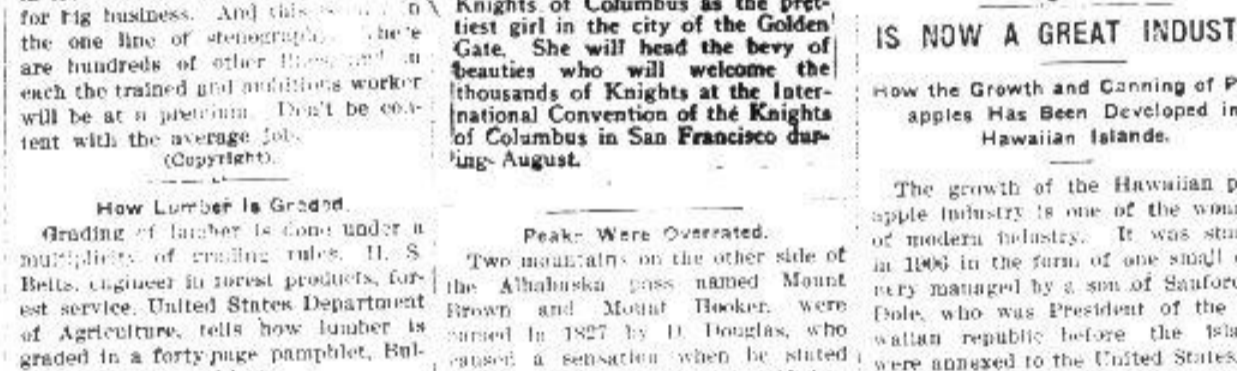 for big business. And this
the one line of stenography. There
are hundreds of other lines, and in
each the trained and ambitious worker
will be at a premium. Don't be con-
tent with the average job.
(Copyright).
How Lumber Is Graded.
Grading of lumber is done under a
multiplicity of grading rules. H. S.
Betts, engineer in forest products, for-
est service, United States Department
of Agriculture, tells how lumber is
graded in a forty page pamphlet, Bul-
Knights of Columbus as the pret-
tiest girl in the city of the Golden
Gate. She will head the bevy of
beauties who will welcome the
thousands of Knights at the Inter-
national Convention of the Knights
of Columbus in San Francisco dur-
ing August.
Peaks Were Overrated.
Two mountains on the other side of
the Athabaska pass named Mount
Brown and Mount Hooker, were
named in 1827 by D. Douglas, who
caused a sensation when he stated
IS NOW A GREAT INDUST
How the Growth and Canning of P
apples Has Been Developed in
Hawaiian Islands.
The growth of the Hawaiian p
apple industry is one of the won
of modern industry. It was sta
in 1906 in the form of one small c
nery managed by a son of Sanford
Dole, who was President of the
waiian republic before the isla
were annexed to the United States.